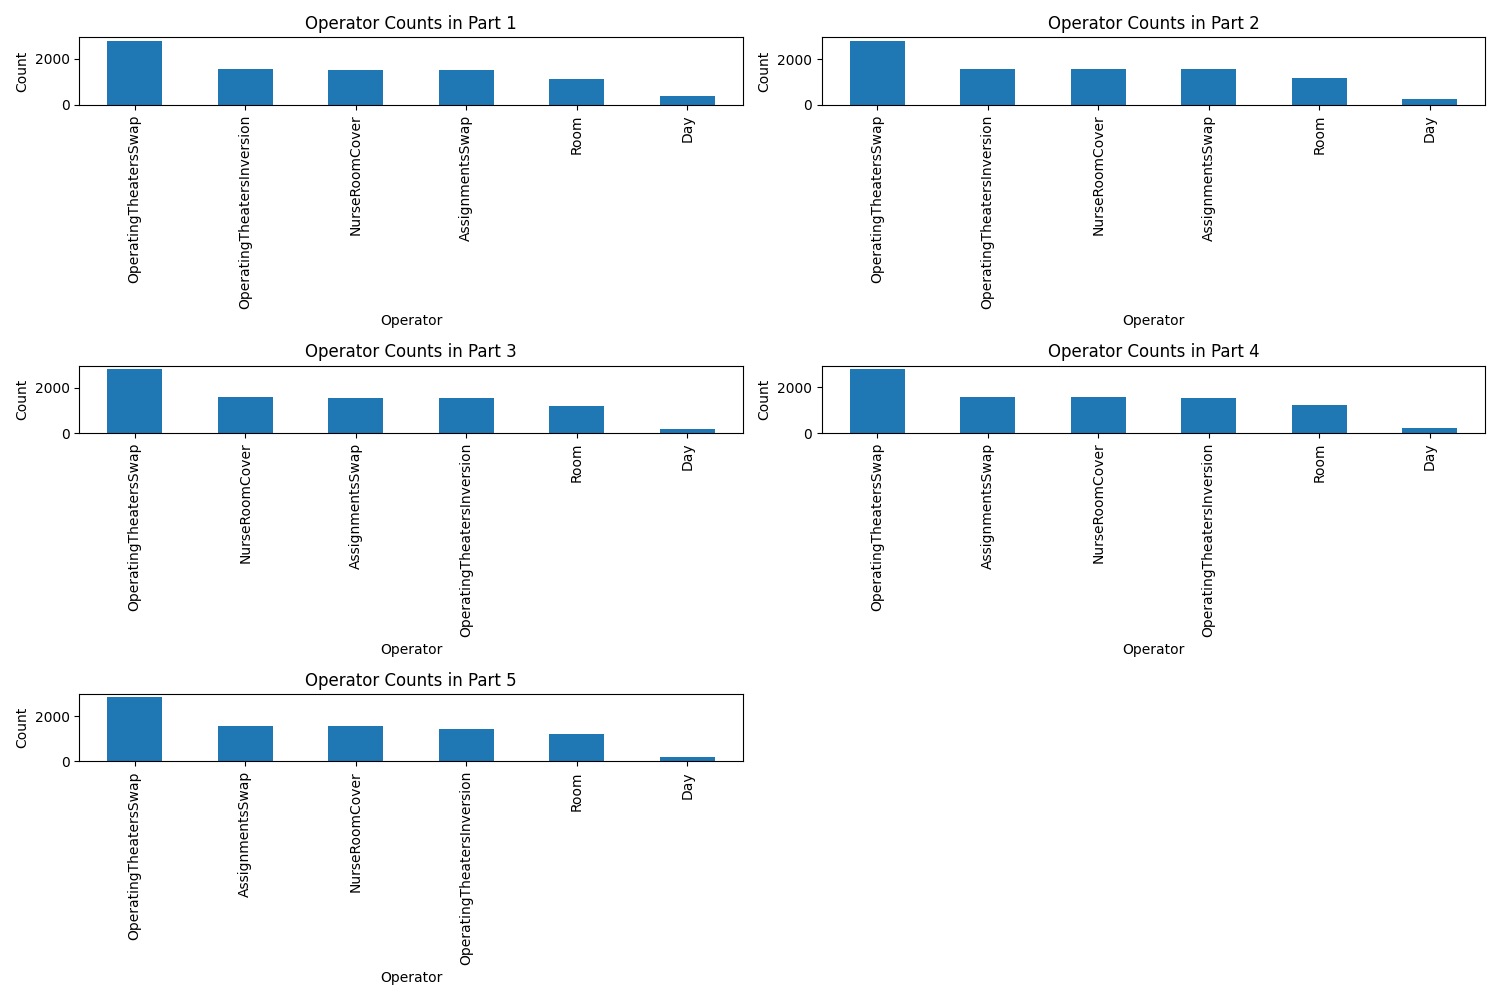 Operator Counts in Part 1
Count
2000
0
OperatingTheatersSwap
OperatingTheatersInversion
NurseRoomCover
AssignmentsSwap
Room
Day
Operator
Operator Counts in Part 2
Count
2000
0
OperatingTheatersSwap
OperatingTheatersInversion
NurseRoomCover
AssignmentsSwap
Room
Day
Operator
Operator Counts in Part 3
Count
2000
0
OperatingTheatersSwap
NurseRoomCover
AssignmentsSwap
OperatingTheatersInversion
Room
Day
Operator
Operator Counts in Part 4
Count
2000
0
OperatingTheatersSwap
AssignmentsSwap
NurseRoomCover
OperatingTheatersInversion
Room
Day
Operator
Operator Counts in Part 5
Count
2000
0
OperatingTheatersSwap
AssignmentsSwap
NurseRoomCover
OperatingTheatersInversion
Room
Day
Operator